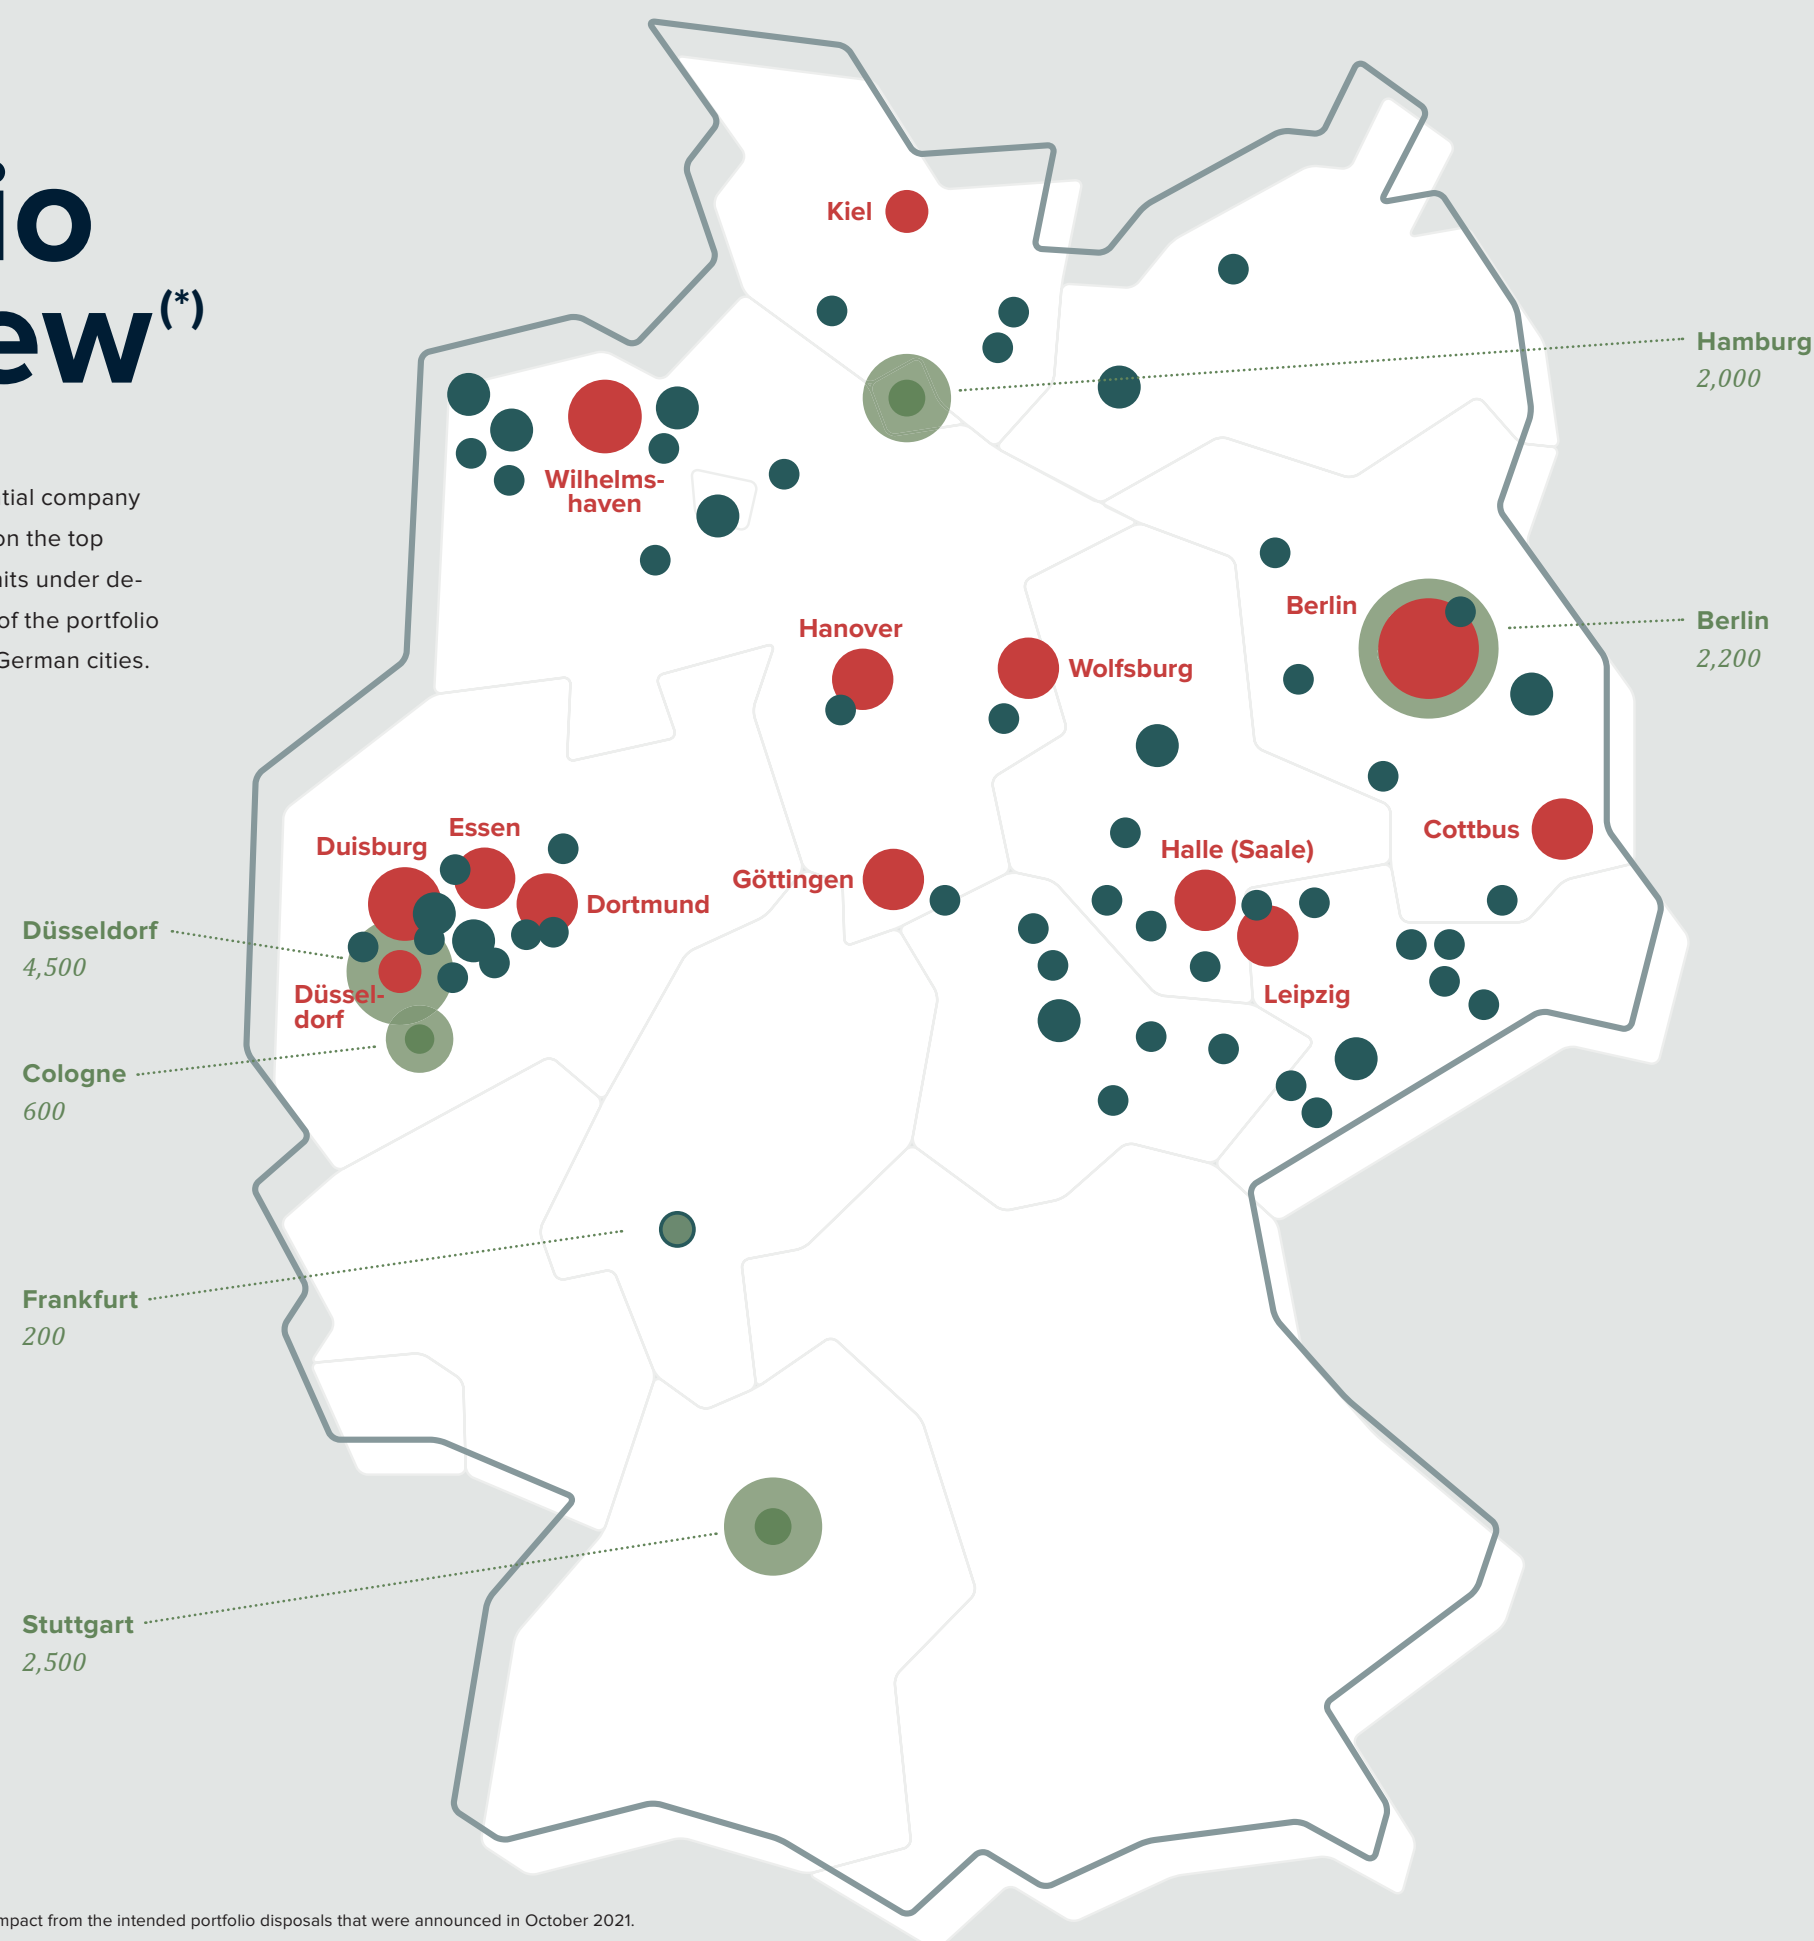 io
ew(*)
tial company
on the top
its under de-
of the portfolio
German cities.
Kiel
Hamburg
2,000
Wilhelms-
haven
Berlin
Berlin
2,200
Hanover
Wolfsburg
Essen
Duisburg
Cottbus
Halle (Saale)
Göttingen
Dortmund
Düsseldorf
4,500
Düssel-
dorf
Leipzig
Cologne
600
Frankfurt
200
Stuttgart
2,500
mpact from the intended portfolio disposals that were announced in October 2021.